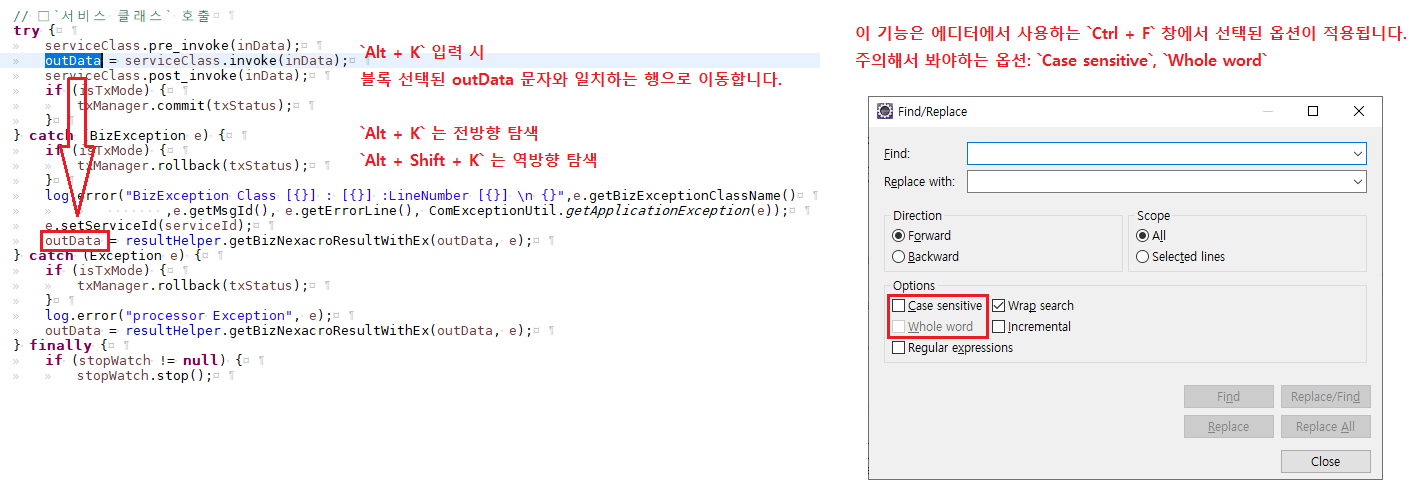 // □ `서비스 클래스` 호출
try {
serviceClass.pre_invoke(inData);
outData = serviceClass.invoke(inData);
serviceClass.post_invoke(inData);
if (isTxMode) {
txManager.commit(txStatus);
}
} catch (BizException e) {
if (isTxMode) {
txManager.rollback(txStatus);
}
log.error("BizException Class [{}] : [{}] :LineNumber [{}] \n {}",e.getBizExceptionClassName()
,e.getMsgId(), e.getErrorLine(), ComExceptionUtil.getApplicationException(e));
e.setServiceId(serviceId);
outData = resultHelper.getBizNexacroResultWithEx(outData, e);
} catch (Exception e) {
if (isTxMode) {
txManager.rollback(txStatus);
}
log.error("processor Exception", e);
outData = resultHelper.getBizNexacroResultWithEx(outData, e);
} finally {
if (stopWatch != null) {
stopWatch.stop();
`Alt + K` 입력 시
블록 선택된 outData 문자와 일치하는 행으로 이동합니다.
`Alt + K` 는 전방향 탐색
`Alt + Shift + K` 는 역방향 탐색
이 기능은 에디터에서 사용하는 `Ctrl + F` 창에서 선택된 옵션이 적용됩니다.
주의해서 봐야하는 옵션: `Case sensitive`, `Whole word`
Find/Replace
Find:
Replace with:
Direction
Forward
Backward
Scope
All
Selected lines
Options
Case sensitive
Wrap search
Whole word
Incremental
Regular expressions
Find
Replace/Find
Replace
Replace All
Close